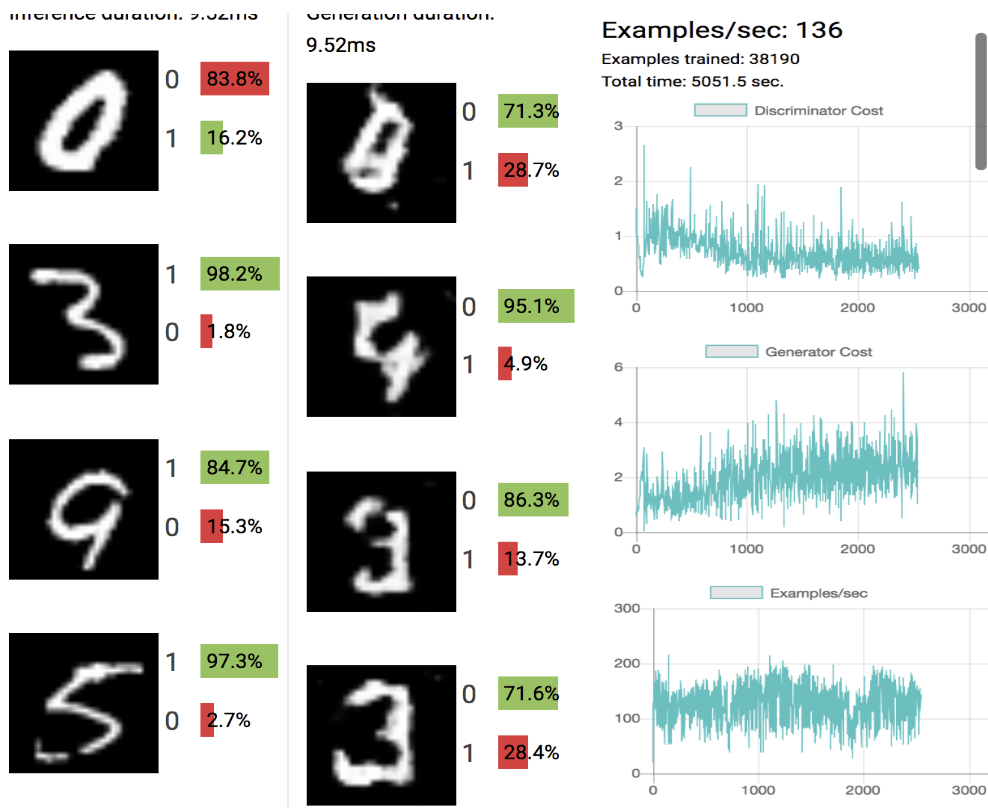 Inference duration: 9.52ms
0 83.8%
1 16.2%
1 98.2%
0 1.8%
1 84.7%
0 15.3%
1 97.3%
0 2.7%
Generation duration:
9.52ms
0 71.3%
1 28.7%
0 95.1%
1 4.9%
0 86.3%
1 13.7%
0 71.6%
1 28.4%
Examples/sec: 136
Examples trained: 38190
Total time: 5051.5 sec.
Discriminator Cost
3
2
1
0
0 1000 2000 3000
Generator Cost
6
4
2
0
0 1000 2000 3000
Examples/sec
300
200
100
0
0 1000 2000 3000